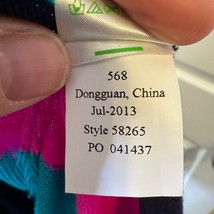 568
Dongguan, China
Jul-2013
Style 58265
PO 041437